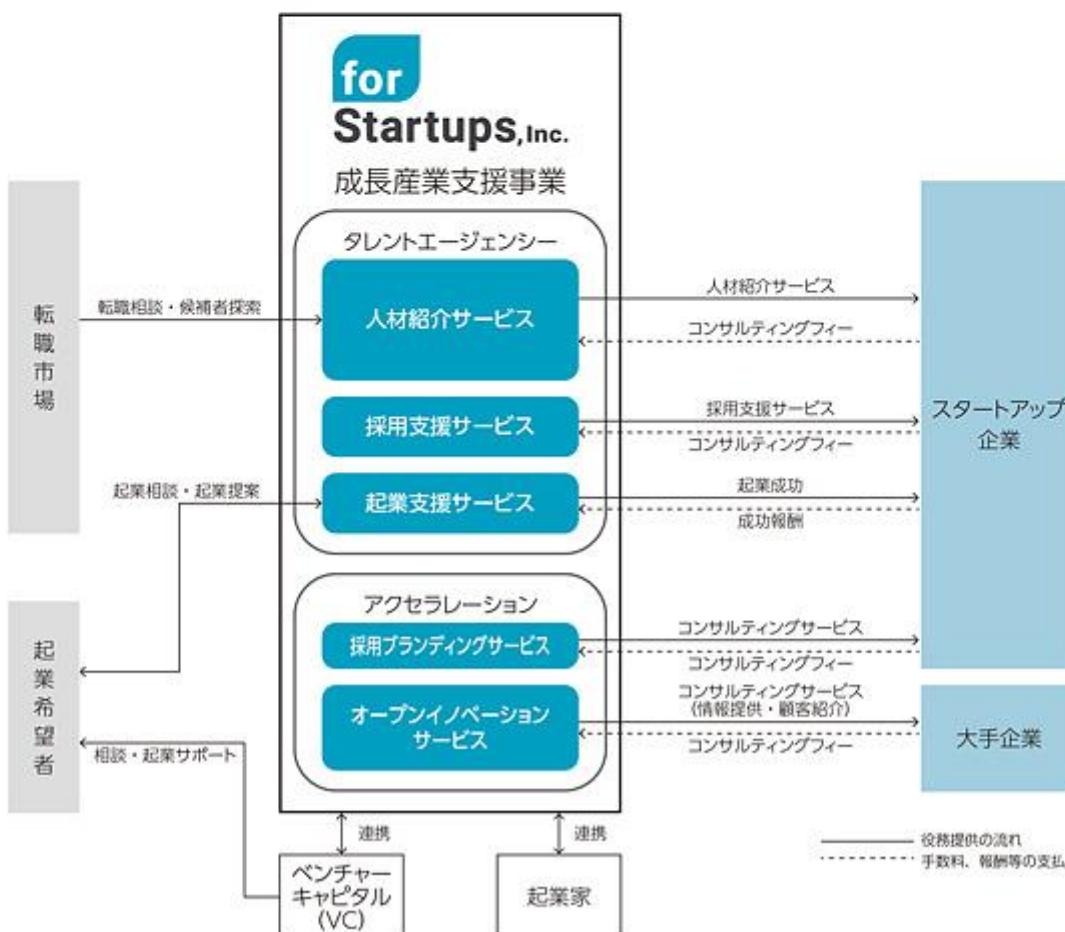 for
Startups,Inc.
成長産業支援事業
タレントエージェンシー
人材紹介サービス
採用支援サービス
起業支援サービス
アクセラレーション
採用ブランディングサービス
オープンイノベーション
サービス
転職市場
起業希望者
転職相談・候補者探索
起業相談・起業提案
相談・起業サポート
人材紹介サービス
コンサルティングフィー
採用支援サービス
コンサルティングフィー
起業成功
成功報酬
コンサルティングサービス
コンサルティングフィー
コンサルティングサービス
(情報提供・顧客紹介)
コンサルティングフィー
スタートアップ
企業
大手企業
連携
連携
ベンチャー
キャピタル
(VC)
起業家
役務提供の流れ
手数料、報酬等の支払